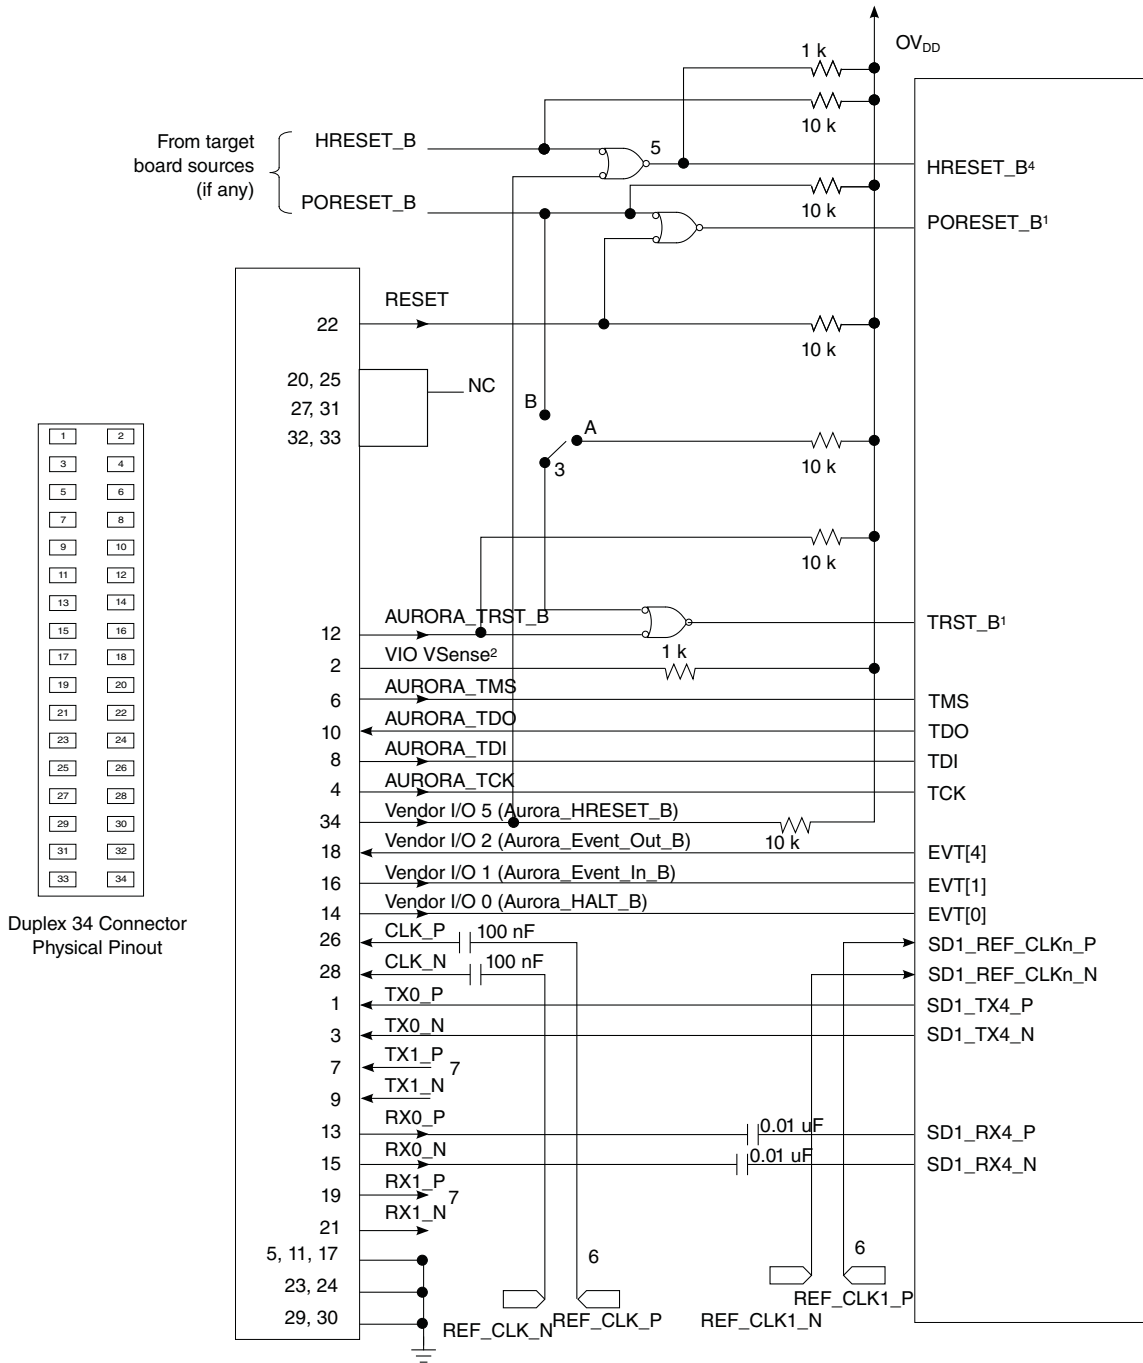 OVDD
1 k
10 k
From target
board sources
(if any)
HRESET_B
5
HRESET_B4
PORESET_B
10 k
PORESET_B1
RESET
22
10 k
20, 25
27, 31
32, 33
NC
B
A
3
10 k
10 k
1 2
3 4
5 6
7 8
9 10
11 12
13 14
15 16
17 18
19 20
21 22
23 24
25 26
27 28
29 30
31 32
33 34
Duplex 34 Connector
Physical Pinout
12 AURORA_TRST_B
TRST_B1
2 VIO VSense2
1 k
6 AURORA_TMS TMS
10 AURORA_TDO TDO
8 AURORA_TDI TDI
4 AURORA_TCK TCK
34 Vendor I/O 5 (Aurora_HRESET_B)
10 k
18 Vendor I/O 2 (Aurora_Event_Out_B) EVT[4]
16 Vendor I/O 1 (Aurora_Event_In_B) EVT[1]
14 Vendor I/O 0 (Aurora_HALT_B) EVT[0]
26 CLK_P 100 nF SD1_REF_CLKn_P
28 CLK_N 100 nF SD1_REF_CLKn_N
1 TX0_P SD1_TX4_P
3 TX0_N SD1_TX4_N
7 TX1_P 7
9 TX1_N
13 RX0_P 0.01 uF SD1_RX4_P
15 RX0_N 0.01 uF SD1_RX4_N
19 RX1_P 7
21 RX1_N
5, 11, 17
23, 24
29, 30
6
6
REF_CLK_N
REF_CLK_P
REF_CLK1_N
REF_CLK1_P